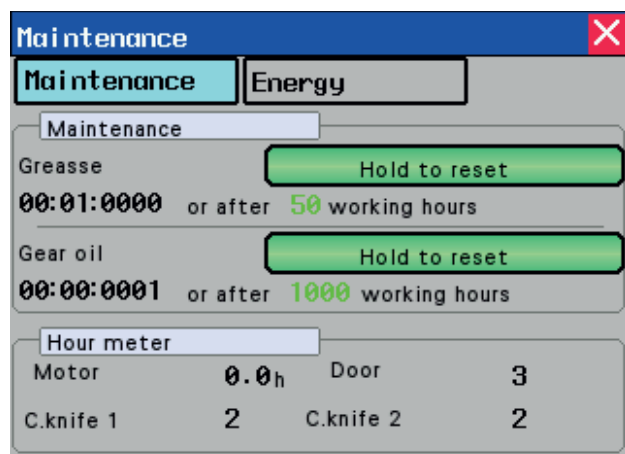 Maintenance
Maintenance Energy
Maintenance
Greasse Hold to reset
00:01:0000 or after 50 working hours
Gear oil Hold to reset
00:00:0001 or after 1000 working hours
Hour meter
Motor 0.0h Door 3
C.knife 1 2 C.knife 2 2